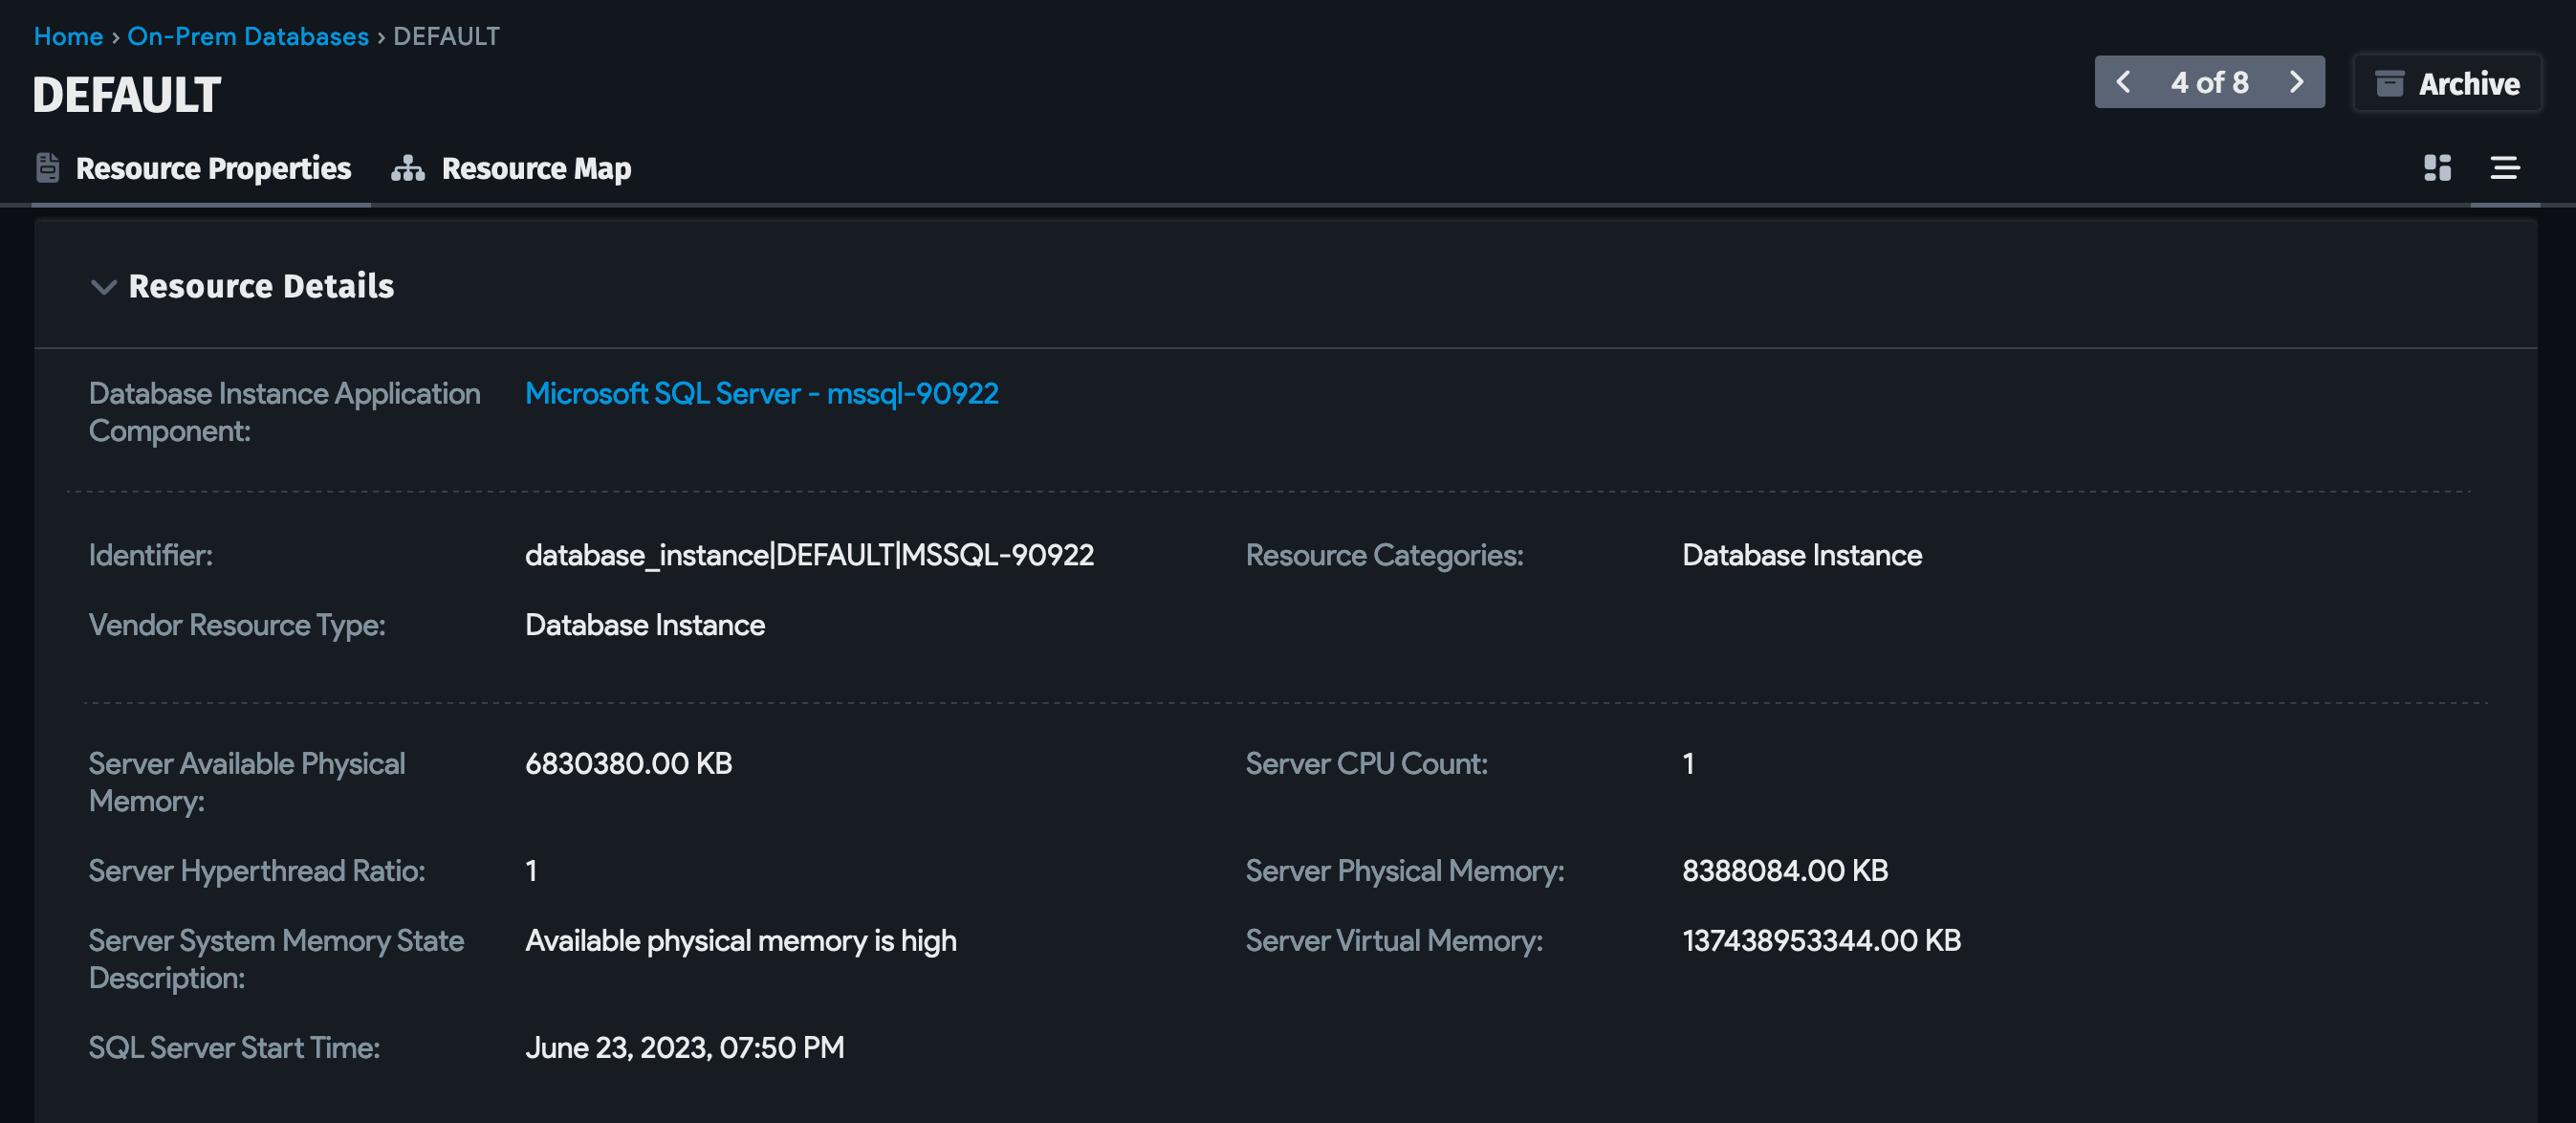 Home › On-Prem Databases › DEFAULT
DEFAULT
4 of 8
Archive
Resource Properties
Resource Map
Resource Details
Database Instance Application
Component:
Microsoft SQL Server - mssql-90922
Identifier:
database_instance|DEFAULT|MSSQL-90922
Resource Categories:
Database Instance
Vendor Resource Type:
Database Instance
Server Available Physical
Memory:
6830380.00 KB
Server CPU Count:
1
Server Hyperthread Ratio:
1
Server Physical Memory:
8388084.00 KB
Server System Memory State
Description:
Available physical memory is high
Server Virtual Memory:
137438953344.00 KB
SQL Server Start Time:
June 23, 2023, 07:50 PM